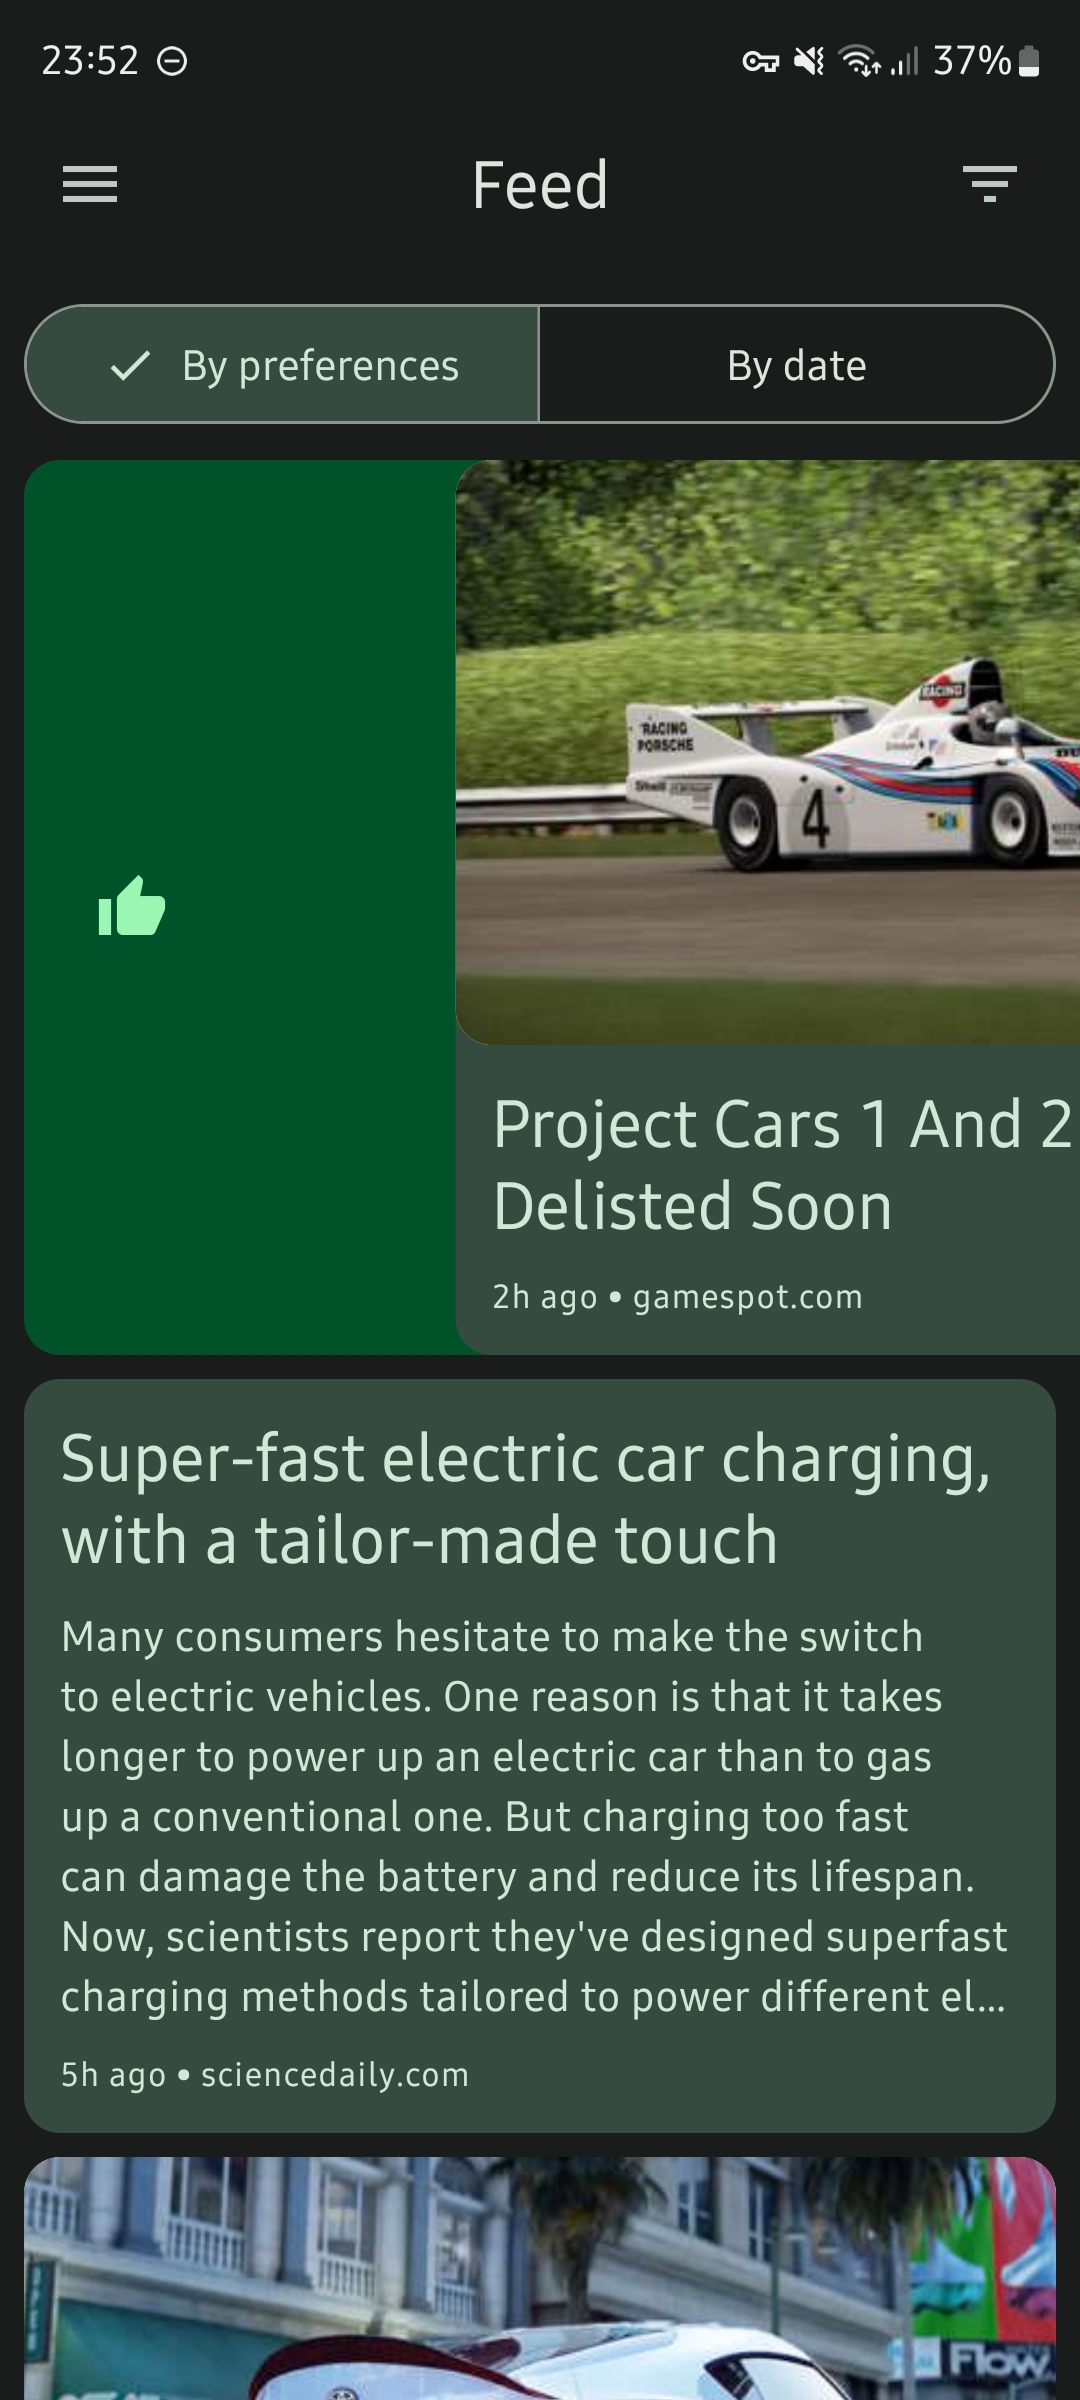 23:52
37%
Feed
By preferences
By date
RACING
RACING
PORSCHE
Shell
4
Project Cars 1 And 2
Delisted Soon
2h ago • gamespot.com
Super-fast electric car charging,
with a tailor-made touch
Many consumers hesitate to make the switch
to electric vehicles. One reason is that it takes
longer to power up an electric car than to gas
up a conventional one. But charging too fast
can damage the battery and reduce its lifespan.
Now, scientists report they've designed superfast
charging methods tailored to power different el...
5h ago • sciencedaily.com
Flow